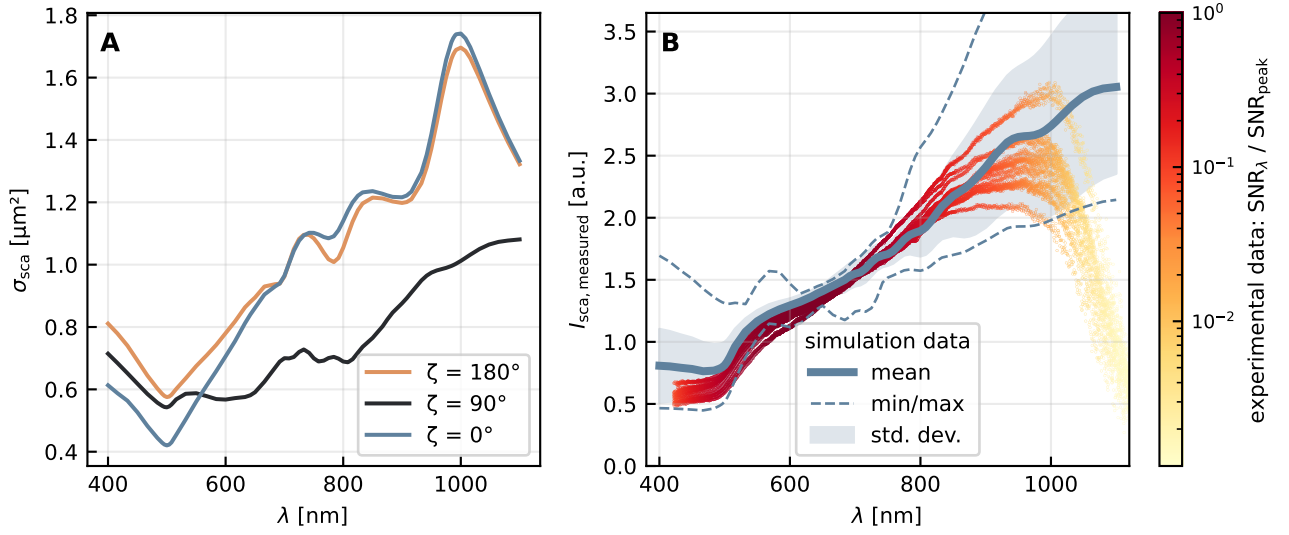 A
1.8
1.6
1.4
1.2
1.0
0.8
0.6
0.4
σsca [μm²]
400 600 800 1000
λ [nm]
ζ = 180°
ζ = 90°
ζ = 0°
B
3.5
3.0
2.5
2.0
1.5
1.0
0.5
0.0
Isca, measured [a.u.]
400 600 800 1000
λ [nm]
simulation data
mean
min/max
std. dev.
10⁰
10⁻¹
10⁻²
experimental data: SNRλ / SNRpeak